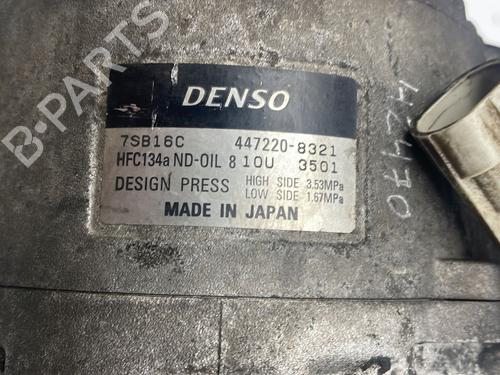 DENSO
7SB16C 447220-8321
HFC134a ND-OIL 8 10U 3501
DESIGN PRESS HIGH SIDE 3.53MPa
LOW SIDE 1.67MPa
MADE IN JAPAN
B-PARTS